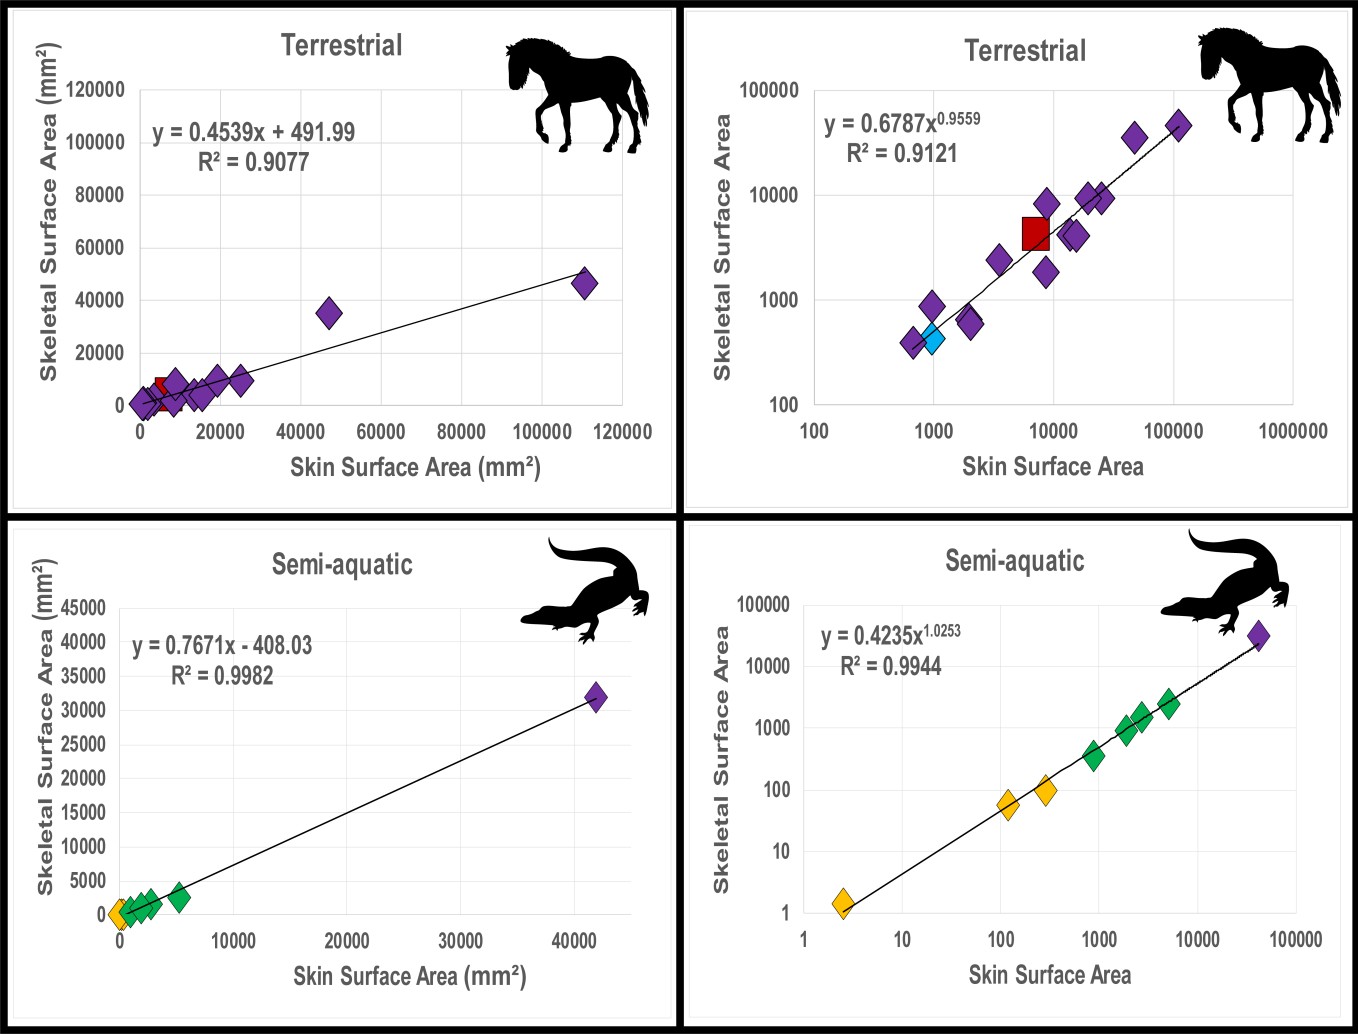 Terrestrial
Skeletal Surface Area (mm²)
120000
100000
80000
60000
40000
20000
0
y = 0.4539x + 491.99
R² = 0.9077
0 20000 40000 60000 80000 100000 120000
Skin Surface Area (mm²)
Terrestrial
Skeletal Surface Area
100000
10000
1000
100
y = 0.6787x^0.9559
R² = 0.9121
100 1000 10000 100000 1000000
Skin Surface Area
Semi-aquatic
Skeletal Surface Area (mm²)
45000
40000
35000
30000
25000
20000
15000
10000
5000
0
y = 0.7671x - 408.03
R² = 0.9982
0 10000 20000 30000 40000
Skin Surface Area (mm²)
Semi-aquatic
Skeletal Surface Area
100000
10000
1000
100
10
1
y = 0.4235x^1.0253
R² = 0.9944
1 10 100 1000 10000 100000
Skin Surface Area